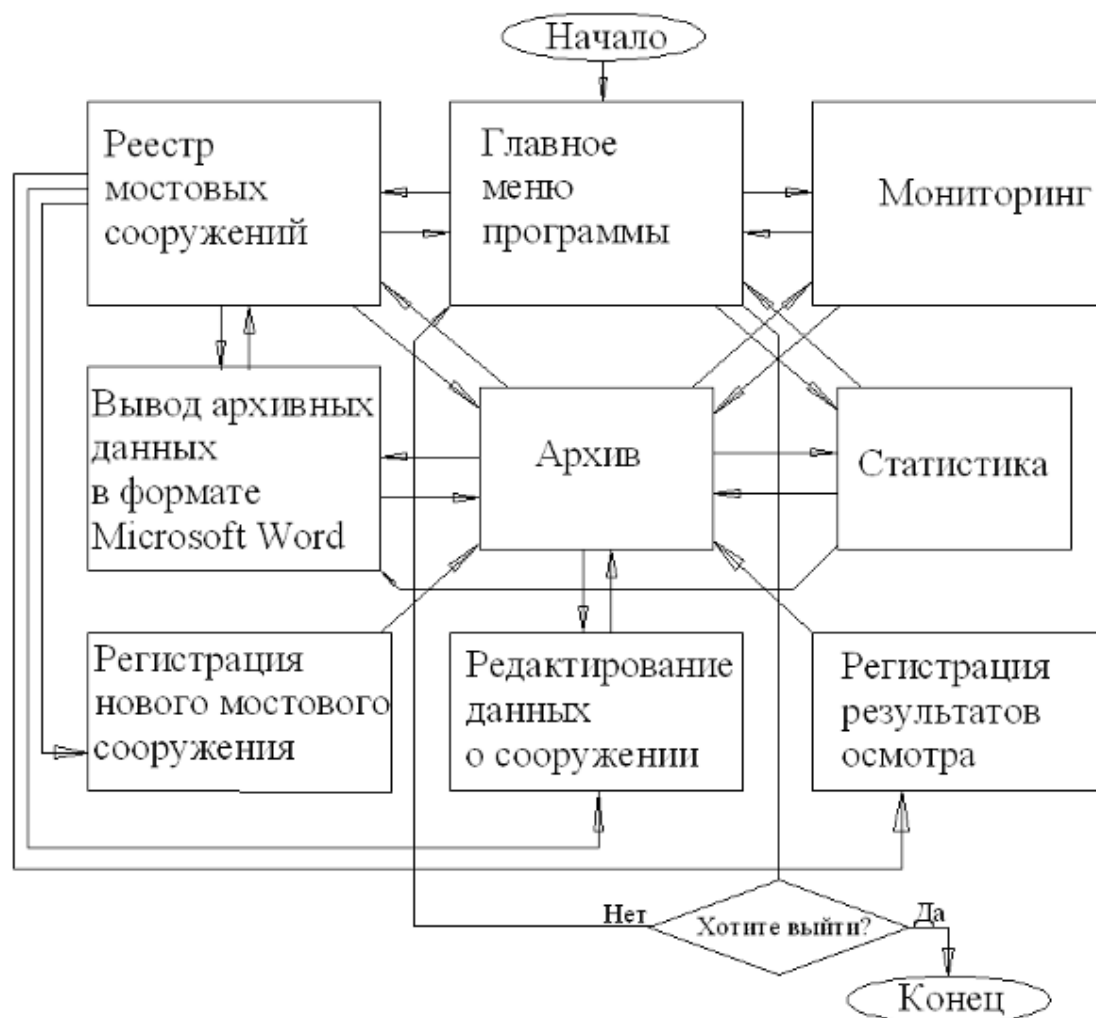 Начало
Реестр
мостовых
сооружений
Главное
меню
программы
Мониторинг
Вывод архивных
данных
в формате
Microsoft Word
Архив
Статистика
Регистрация
нового мостового
сооружения
Редактирование
данных
о сооружении
Регистрация
результатов
осмотра
Нет
Хотите выйти?
Да
Конец